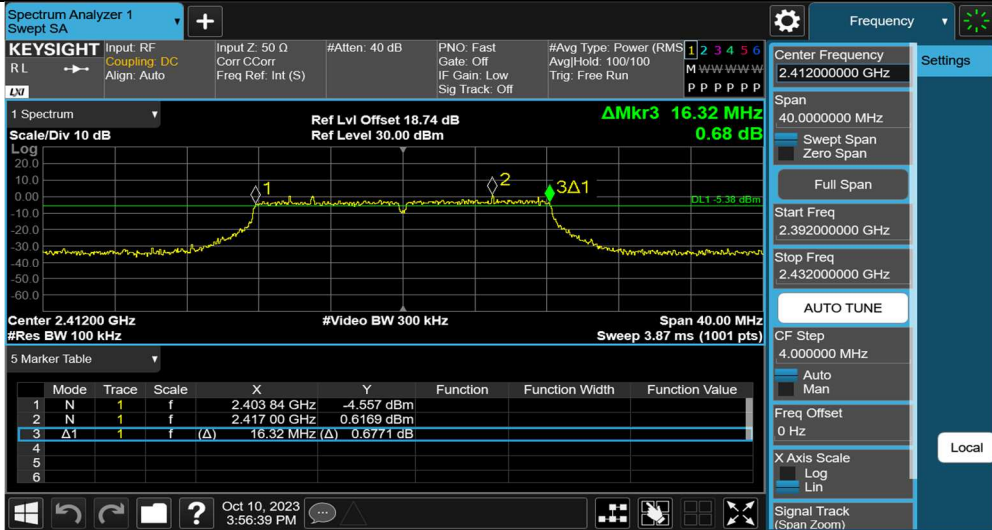 Spectrum Analyzer 1
Swept SA
+
Frequency
KEYSIGHT
RL
LXI
Input: RF
Coupling: DC
Align: Auto
Input Z: 50 Ω
Corr CCorr
Freq Ref: Int (S)
#Atten: 40 dB
PNO: Fast
Gate: Off
IF Gain: Low
Sig Track: Off
#Avg Type: Power (RMS
Avg|Hold: 100/100
Trig: Free Run
1 2 3 4 5 6
M W W W W W
P P P P P P
1 Spectrum
Scale/Div 10 dB
Ref Lvl Offset 18.74 dB
Ref Level 30.00 dBm
ΔMkr3 16.32 MHz
0.68 dB
Log
20.0
10.0
0.00
-10.0
-20.0
-30.0
-40.0
-50.0
-60.0
1
2
3Δ1
DL1 -5.38 dBm
Center 2.41200 GHz
#Res BW 100 kHz
#Video BW 300 kHz
Span 40.00 MHz
Sweep 3.87 ms (1001 pts)
5 Marker Table
Mode Trace Scale X Y Function Function Width Function Value
1 N 1 f 2.403 84 GHz -4.557 dBm
2 N 1 f 2.417 00 GHz 0.6169 dBm
3 Δ1 1 f (Δ) 16.32 MHz (Δ) 0.6771 dB
4
5
6
?
Oct 10, 2023
3:56:39 PM
Center Frequency
2.412000000 GHz
Span
40.0000000 MHz
Swept Span
Zero Span
Full Span
Start Freq
2.392000000 GHz
Stop Freq
2.432000000 GHz
AUTO TUNE
CF Step
4.000000 MHz
Auto
Man
Freq Offset
0 Hz
X Axis Scale
Log
Lin
Signal Track
(Span Zoom)
Settings
Local